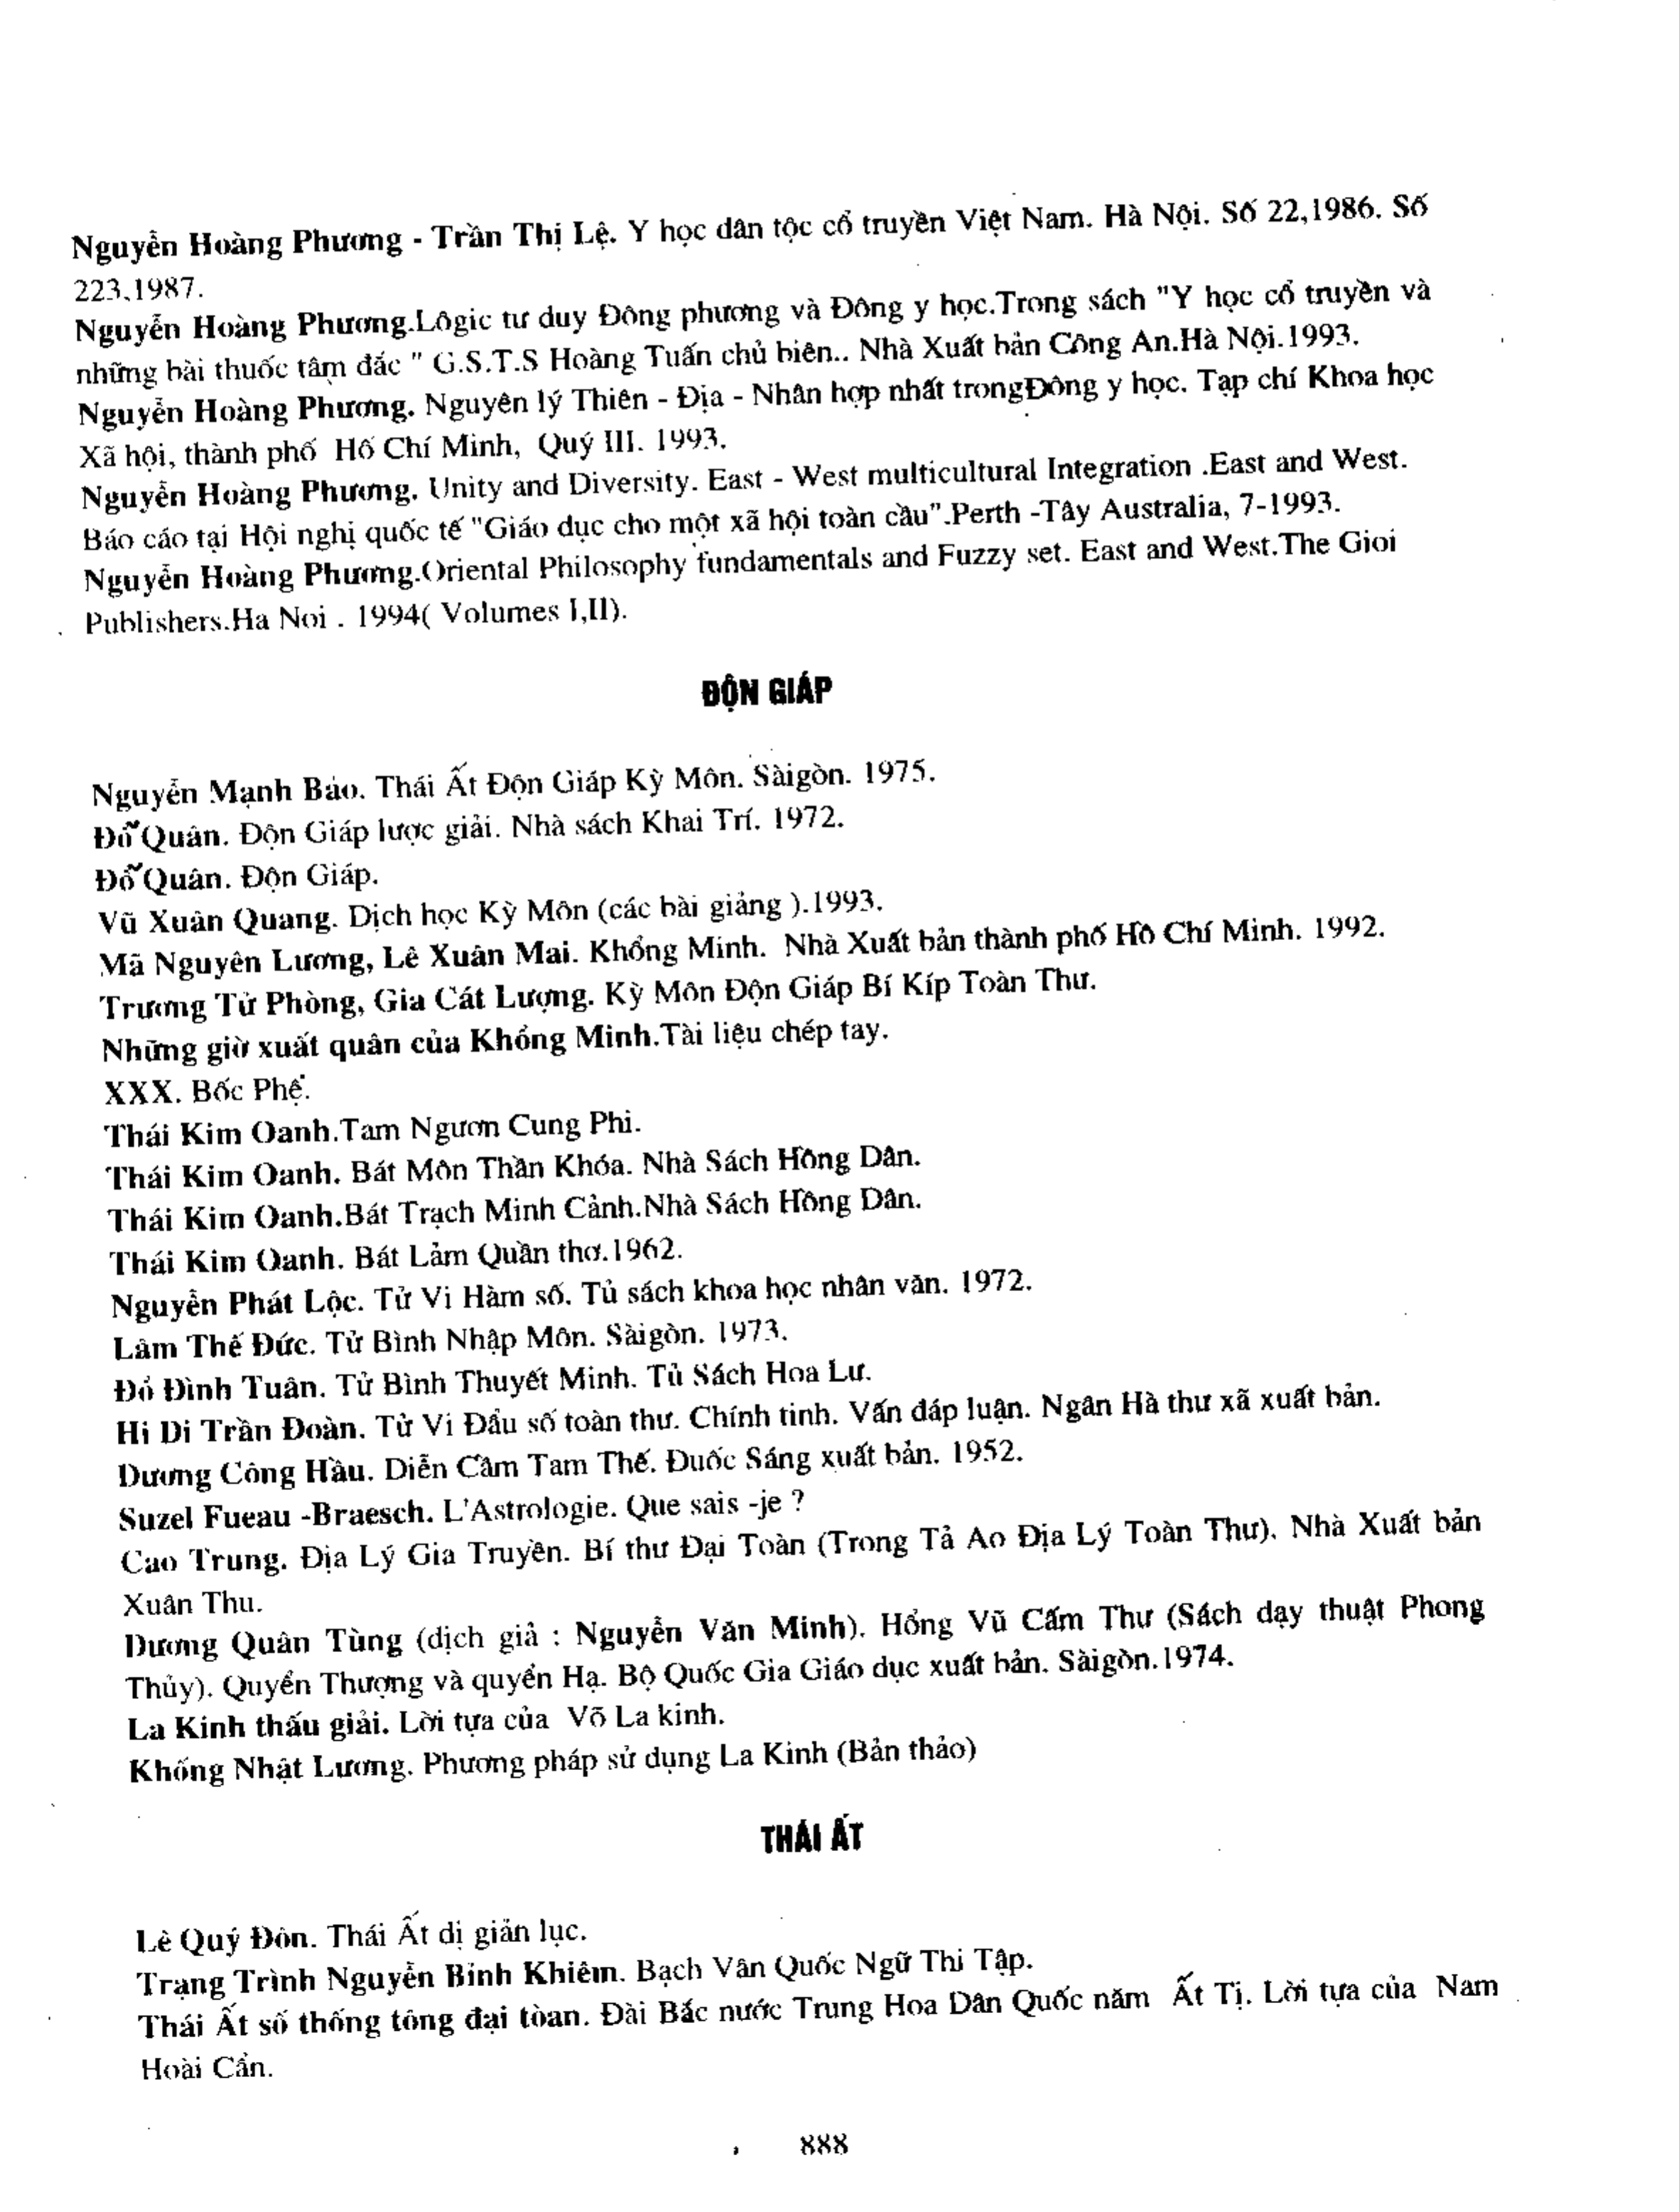 Nguyễn Hoàng Phương - Trần Thị Lệ. Y học dân tộc cổ truyền Việt Nam. Hà Nội. Số 22,1986. Số
223,1987.
Nguyễn Hoàng Phương.Lôgic tư duy Đông phương và Đông y học.Trong sách "Y học cổ truyền và
những bài thuốc tâm đắc " G.S.T.S Hoàng Tuấn chủ biên.. Nhà Xuất bản Công An.Hà Nội.1993.
Nguyễn Hoàng Phương. Nguyên lý Thiên - Địa - Nhân hợp nhất trongĐông y học. Tạp chí Khoa học
Xã hội, thành phố Hố Chí Minh, Quý III. 1993.
Nguyễn Hoàng Phương. Unity and Diversity. East - West multicultural Integration .East and West.
Báo cáo tại Hội nghị quốc tế "Giáo dục cho một xã hội toàn cầu".Perth -Tây Australia, 7-1993.
Nguyễn Hoàng Phương.Oriental Philosophy fundamentals and Fuzzy set. East and West.The Gioi
Publishers.Ha Noi . 1994( Volumes I,II).
ĐỘN GIÁP
Nguyễn Mạnh Bảo. Thái Ất Độn Giáp Kỳ Môn. Sàigòn. 1975.
Đỗ Quân. Độn Giáp lược giải. Nhà sách Khai Trí. 1972.
Đỗ Quân. Độn Giáp.
Vũ Xuân Quang. Dịch học Kỳ Môn (các bài giảng ).1993.
Mã Nguyên Lương, Lê Xuân Mai. Khổng Minh. Nhà Xuất bản thành phố Hồ Chí Minh. 1992.
Trương Tử Phòng, Gia Cát Lượng. Kỳ Môn Độn Giáp Bí Kíp Toàn Thư.
Những giờ xuất quân của Khổng Minh.Tài liệu chép tay.
XXX. Bốc Phệ.
Thái Kim Oanh.Tam Ngươn Cung Phi.
Thái Kim Oanh. Bát Môn Thần Khóa. Nhà Sách Hồng Dân.
Thái Kim Oanh.Bát Trạch Minh Cảnh.Nhà Sách Hồng Dân.
Thái Kim Oanh. Bát Lảm Quần thơ.1962.
Nguyễn Phát Lộc. Tử Vi Hàm số. Tủ sách khoa học nhân văn. 1972.
Lâm Thế Đức. Tử Bình Nhập Môn. Sàigòn. 1973.
Đỏ Đình Tuân. Tử Bình Thuyết Minh. Tủ Sách Hoa Lư.
Hi Di Trần Đoàn. Tử Vi Đẩu số toàn thư. Chính tinh. Vấn đáp luận. Ngân Hà thư xã xuất bản.
Dương Công Hầu. Diễn Cầm Tam Thế. Đuốc Sáng xuất bản. 1952.
Suzel Fueau -Braesch. L'Astrologie. Que sais -je ?
Cao Trung. Địa Lý Gia Truyền. Bí thư Đại Toàn (Trong Tả Ao Địa Lý Toàn Thư). Nhà Xuất bản
Xuân Thu.
Dương Quân Tùng (dịch giả : Nguyễn Văn Minh). Hổng Vũ Cấm Thư (Sách dạy thuật Phong
Thủy). Quyển Thượng và quyển Hạ. Bộ Quốc Gia Giáo dục xuất bản. Sàigòn.1974.
La Kinh thấu giải. Lời tựa của Võ La kinh.
Khổng Nhật Lương. Phương pháp sử dụng La Kinh (Bản thảo)
THÁI ẤT
Lê Quý Đôn. Thái Ất dị giản lục.
Trạng Trình Nguyễn Bỉnh Khiêm. Bạch Vân Quốc Ngữ Thi Tập.
Thái Ất số thống tông đại tòan. Đài Bắc nước Trung Hoa Dân Quốc năm Ất Tị. Lời tựa của Nam
Hoài Cẩn.
888